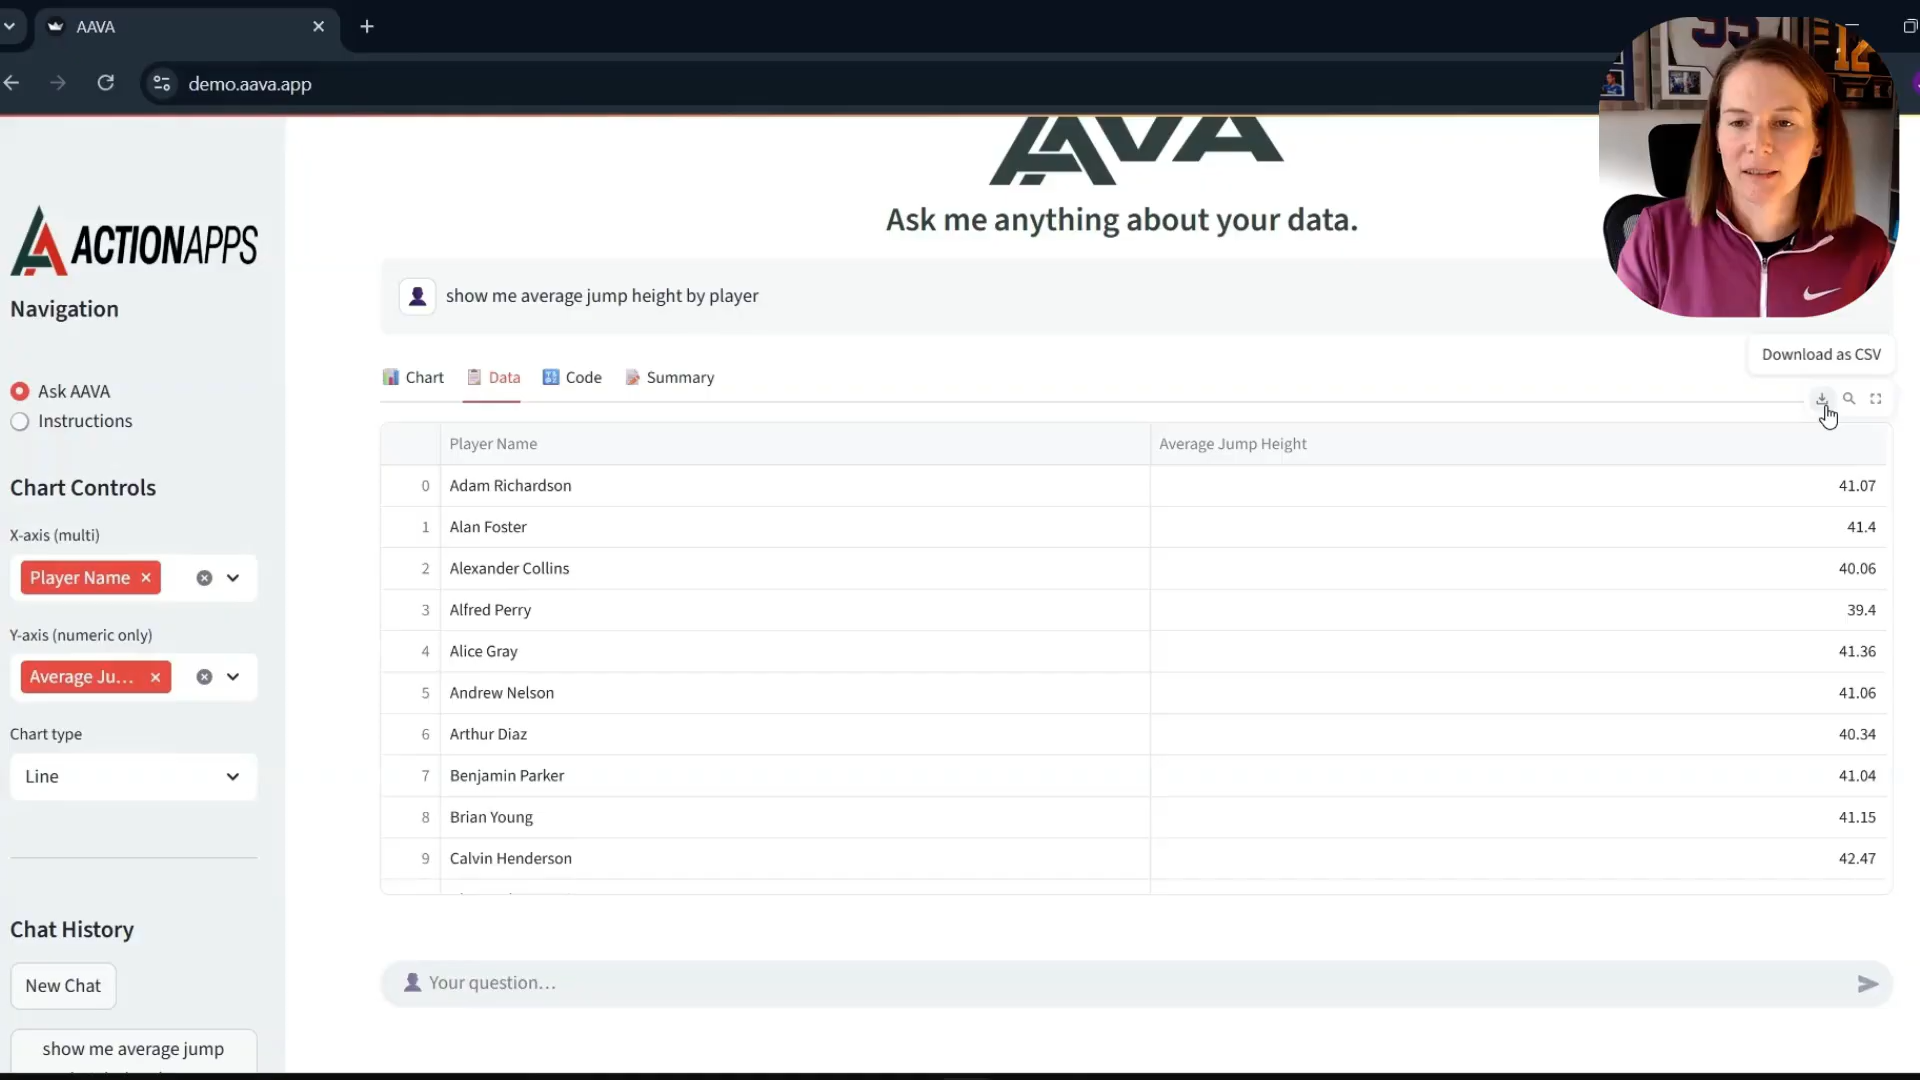 AAVA
demo.aava.app
AAVA
Ask me anything about your data.
ACTIONAPPS
Navigation
Ask AAVA
Instructions
Chart Controls
X-axis (multi)
Player Name
Y-axis (numeric only)
Average Ju...
Chart type
Line
Chat History
New Chat
show me average jump
show me average jump height by player
Chart Data Code Summary
Download as CSV
Player Name Average Jump Height
0 Adam Richardson 41.07
1 Alan Foster 41.4
2 Alexander Collins 40.06
3 Alfred Perry 39.4
4 Alice Gray 41.36
5 Andrew Nelson 41.06
6 Arthur Diaz 40.34
7 Benjamin Parker 41.04
8 Brian Young 41.15
9 Calvin Henderson 42.47
Your question…
12